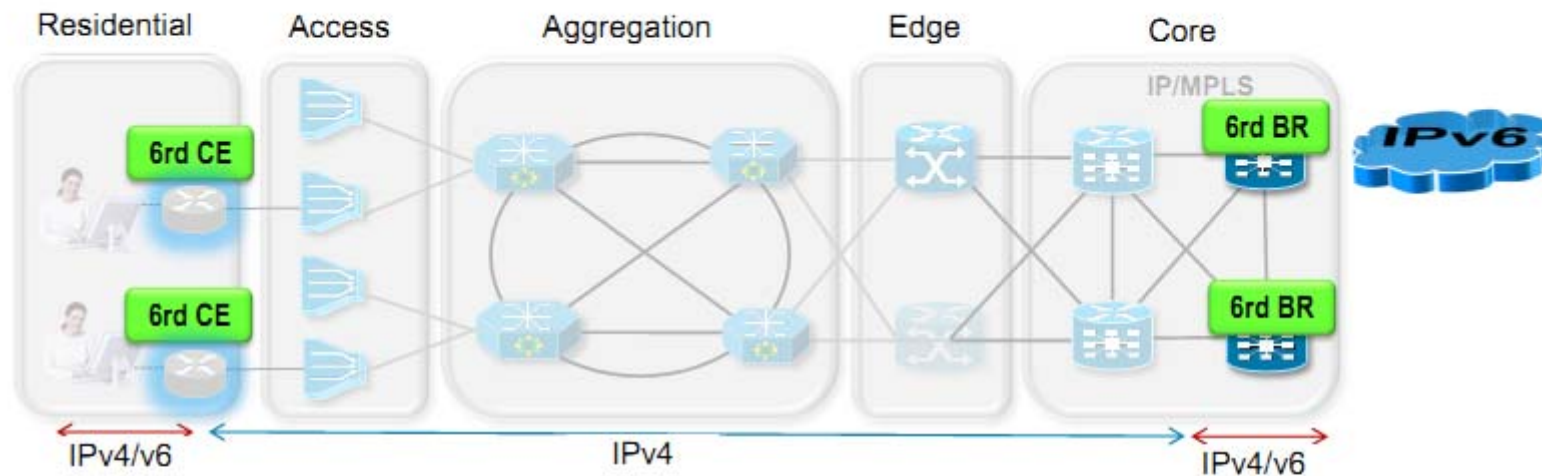 Residential
Access
Aggregation
Edge
Core
IP/MPLS
6rd CE
6rd BR
IPv6
6rd CE
6rd BR
IPv4/v6
IPv4
IPv4/v6